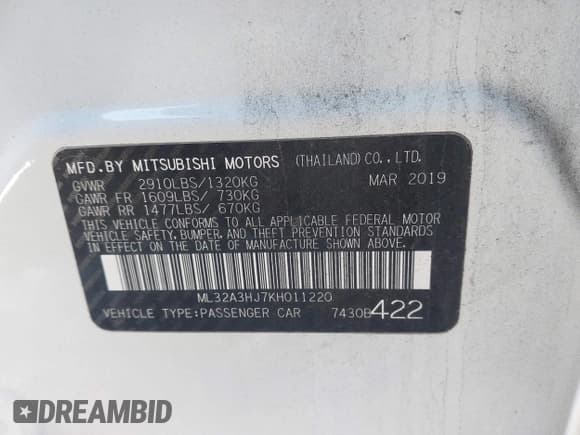 MFD.BY MITSUBISHI MOTORS (THAILAND)CO.,LTD.
GVWR 2910LBS/1320KG MAR 2019
GAWR FR 1609LBS/ 730KG
GAWR RR 1477LBS/ 670KG
THIS VEHICLE CONFORMS TO ALL APPLICABLE FEDERAL MOTOR
VEHICLE SAFETY, BUMPER, AND THEFT PREVENTION STANDARDS
IN EFFECT ON THE DATE OF MANUFACTURE SHOWN ABOVE.
ML32A3HJ7KH011220
VEHICLE TYPE:PASSENGER CAR 7430B 422
DREAMBID